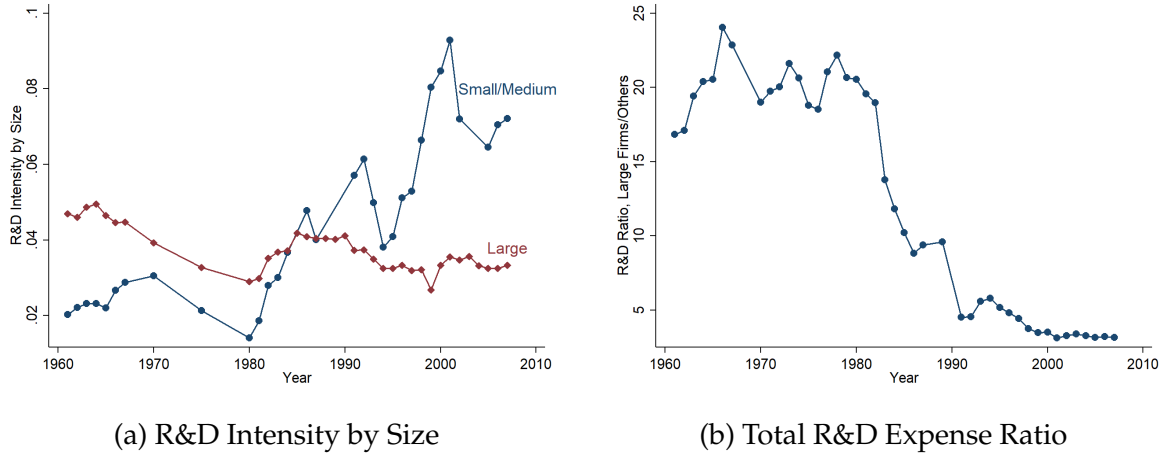 R&D Intensity by Size
.1
.08
.06
.04
.02
Small/Medium
Large
1960 1970 1980 1990 2000 2010
Year
(a) R&D Intensity by Size
R&D Ratio, Large Firms/Others
25
20
15
10
5
1960 1970 1980 1990 2000 2010
Year
(b) Total R&D Expense Ratio